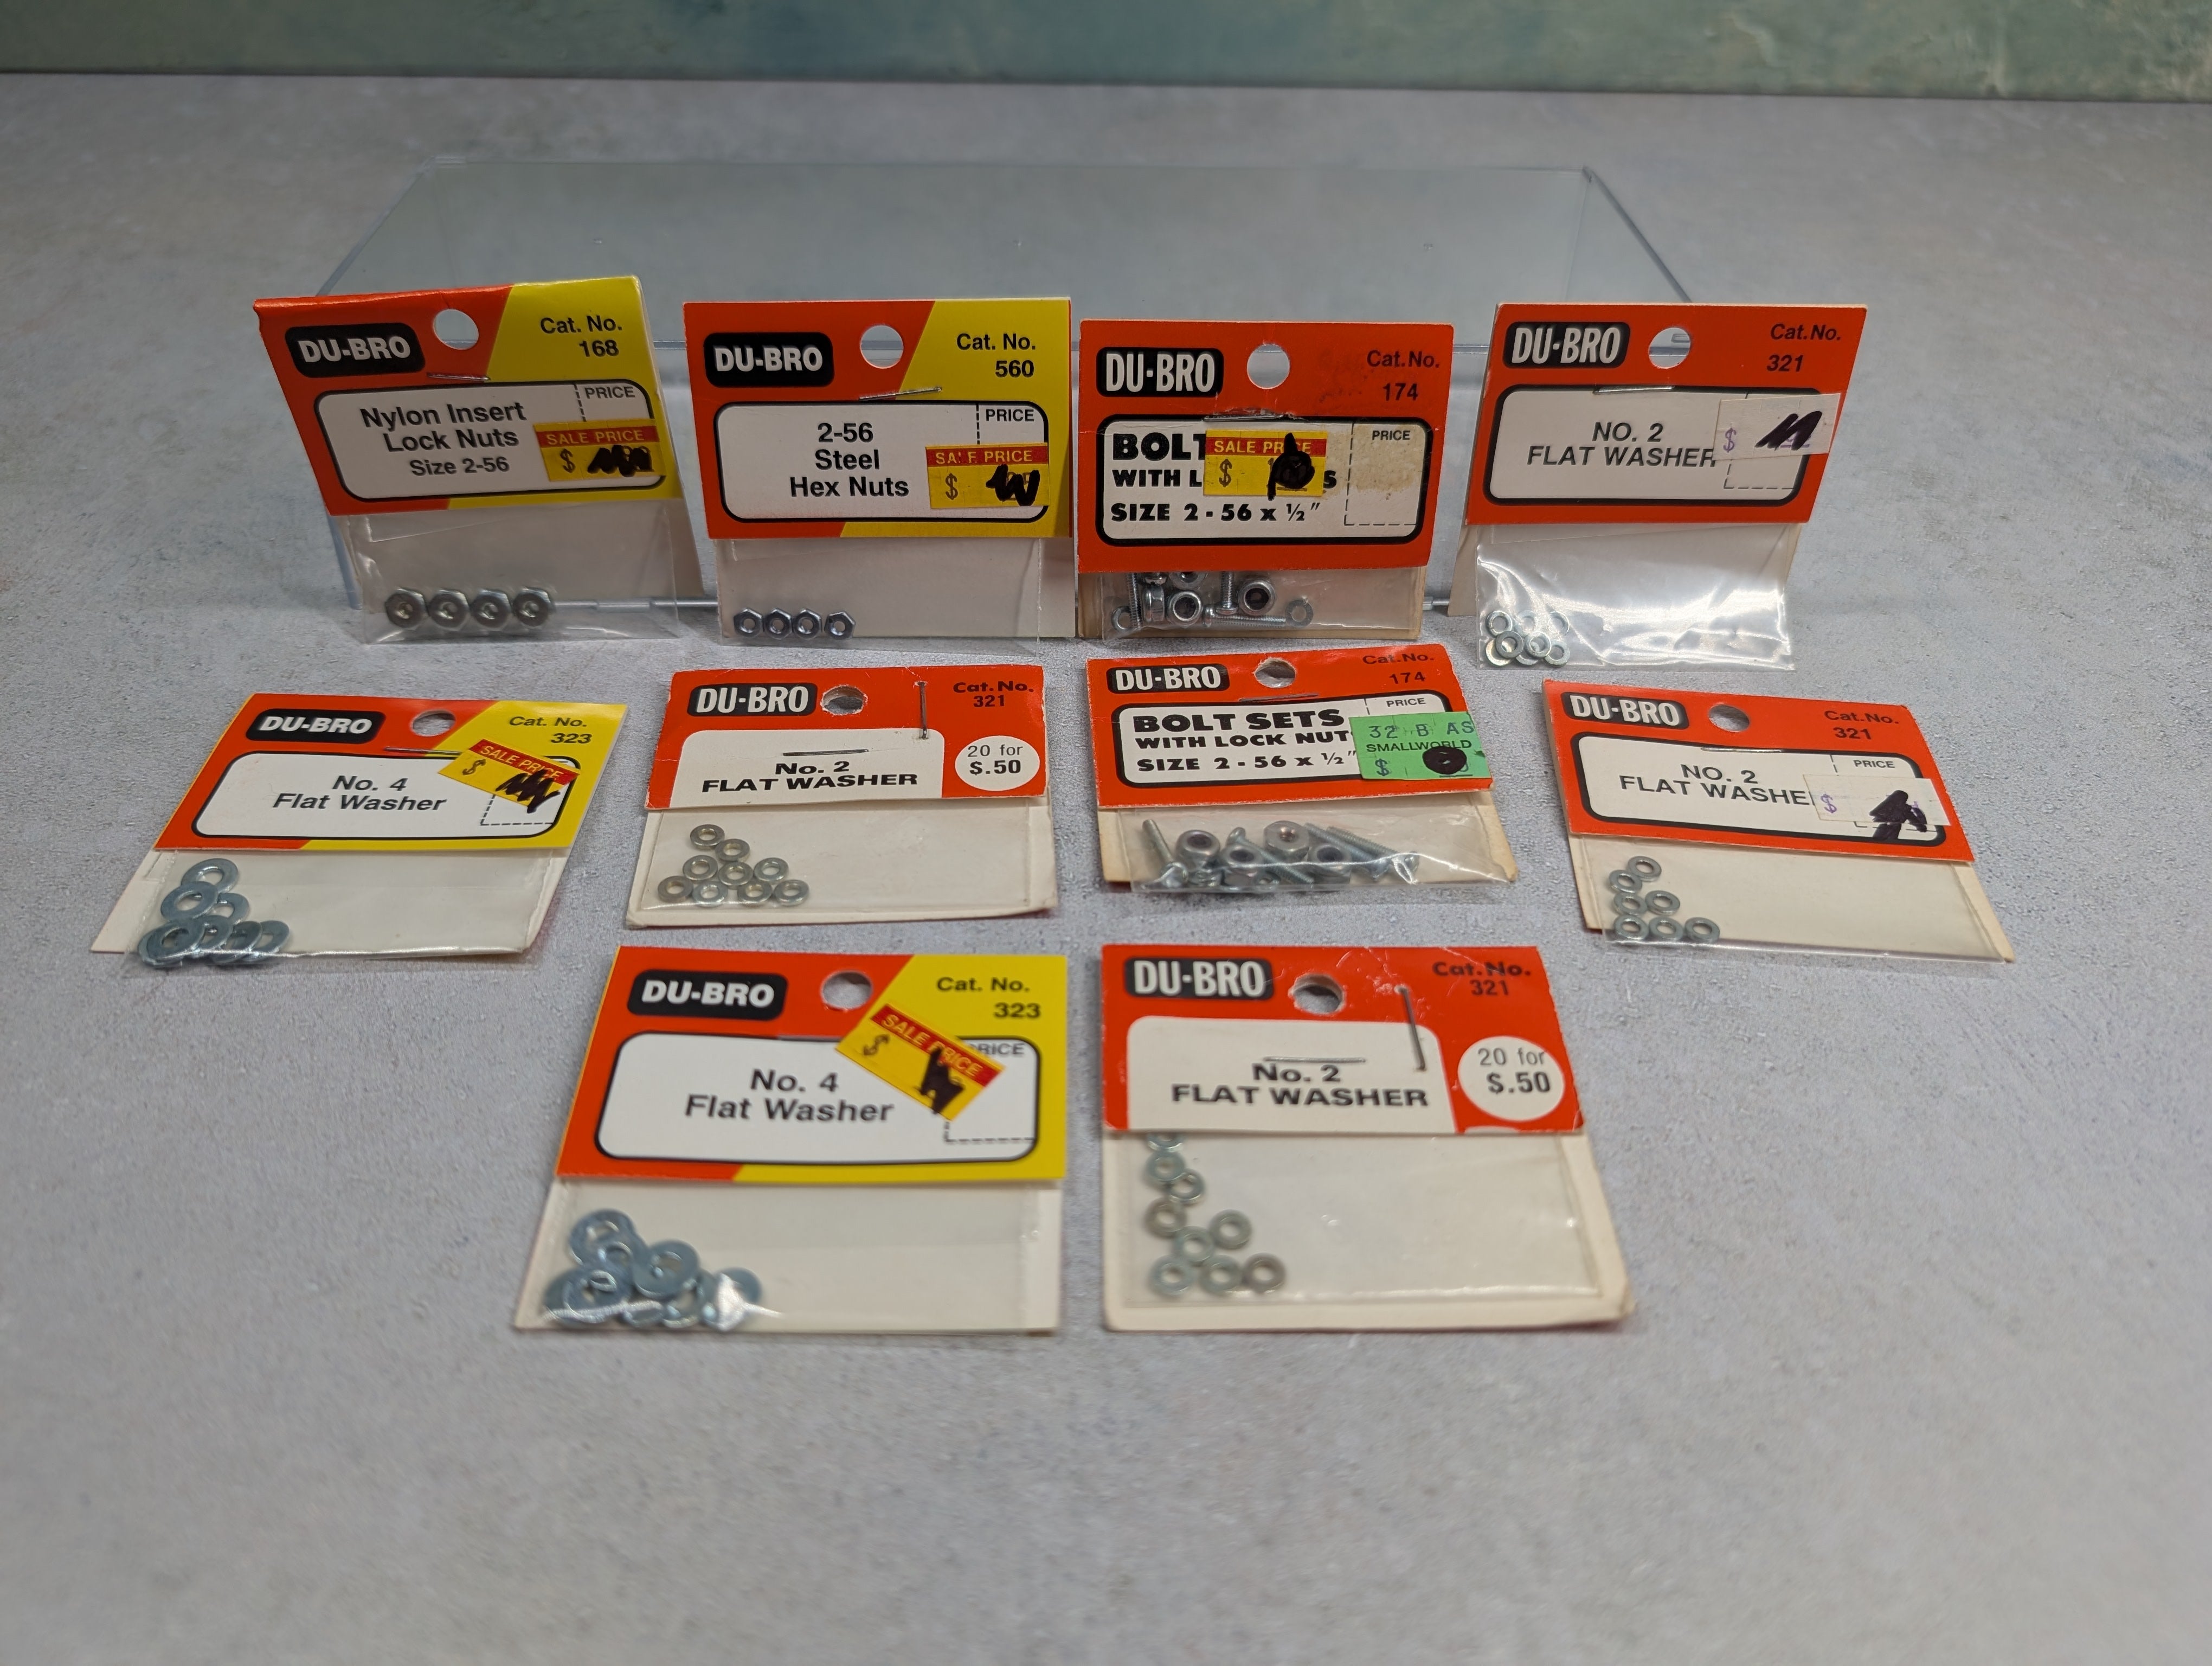 DU-BRO
Cat. No.
168
Nylon Insert
Lock Nuts
Size 2-56
PRICE
SALE PRICE
$
DU-BRO
Cat. No.
560
2-56
Steel
Hex Nuts
PRICE
SALE PRICE
$
DU-BRO
Cat. No.
174
BOLT
WITH L
S
SIZE 2-56 x ½"
PRICE
SALE PRICE
$
DU-BRO
Cat. No.
321
NO. 2
FLAT WASHER
$
DU-BRO
Cat. No.
323
No. 4
Flat Washer
SALE PRICE
$
DU-BRO
Cat. No.
321
No. 2
FLAT WASHER
20 for
$.50
DU-BRO
Cat. No.
174
BOLT SETS
WITH LOCK NUT
SIZE 2-56 x ½"
PRICE
32 B AS
SMALLWORLD
$
DU-BRO
Cat. No.
321
NO. 2
FLAT WASHE
PRICE
$
DU-BRO
Cat. No.
323
No. 4
Flat Washer
RICE
SALE PRICE
$
DU-BRO
Cat. No.
321
No. 2
FLAT WASHER
20 for
$.50